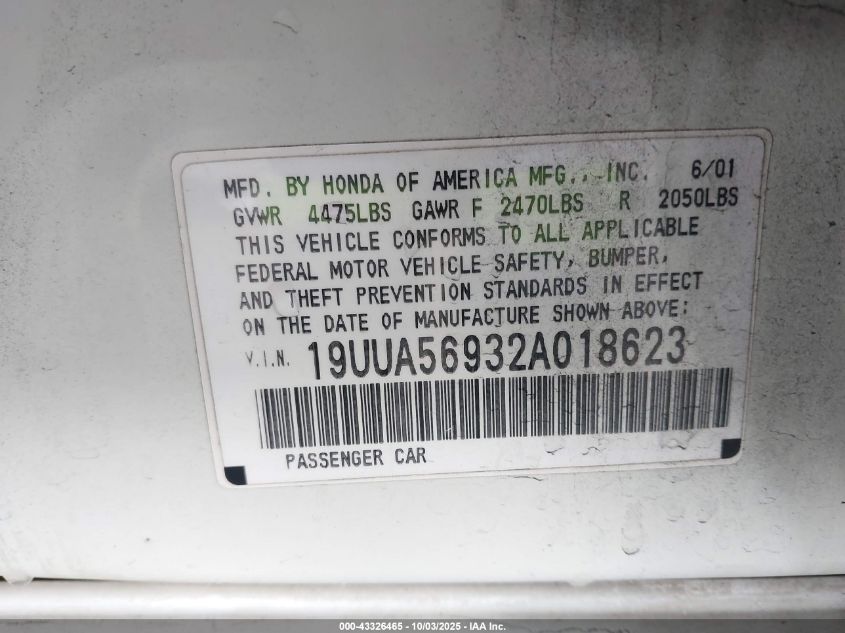 MFD. BY HONDA OF AMERICA MFG., INC. 6/01
GVWR 4475LBS GAWR F 2470LBS R 2050LBS
THIS VEHICLE CONFORMS TO ALL APPLICABLE
FEDERAL MOTOR VEHICLE SAFETY, BUMPER,
AND THEFT PREVENTION STANDARDS IN EFFECT
ON THE DATE OF MANUFACTURE SHOWN ABOVE:
V.I.N. 19UUA56932A018623
PASSENGER CAR
000-43326465 - 10/03/2025 - IAA Inc.